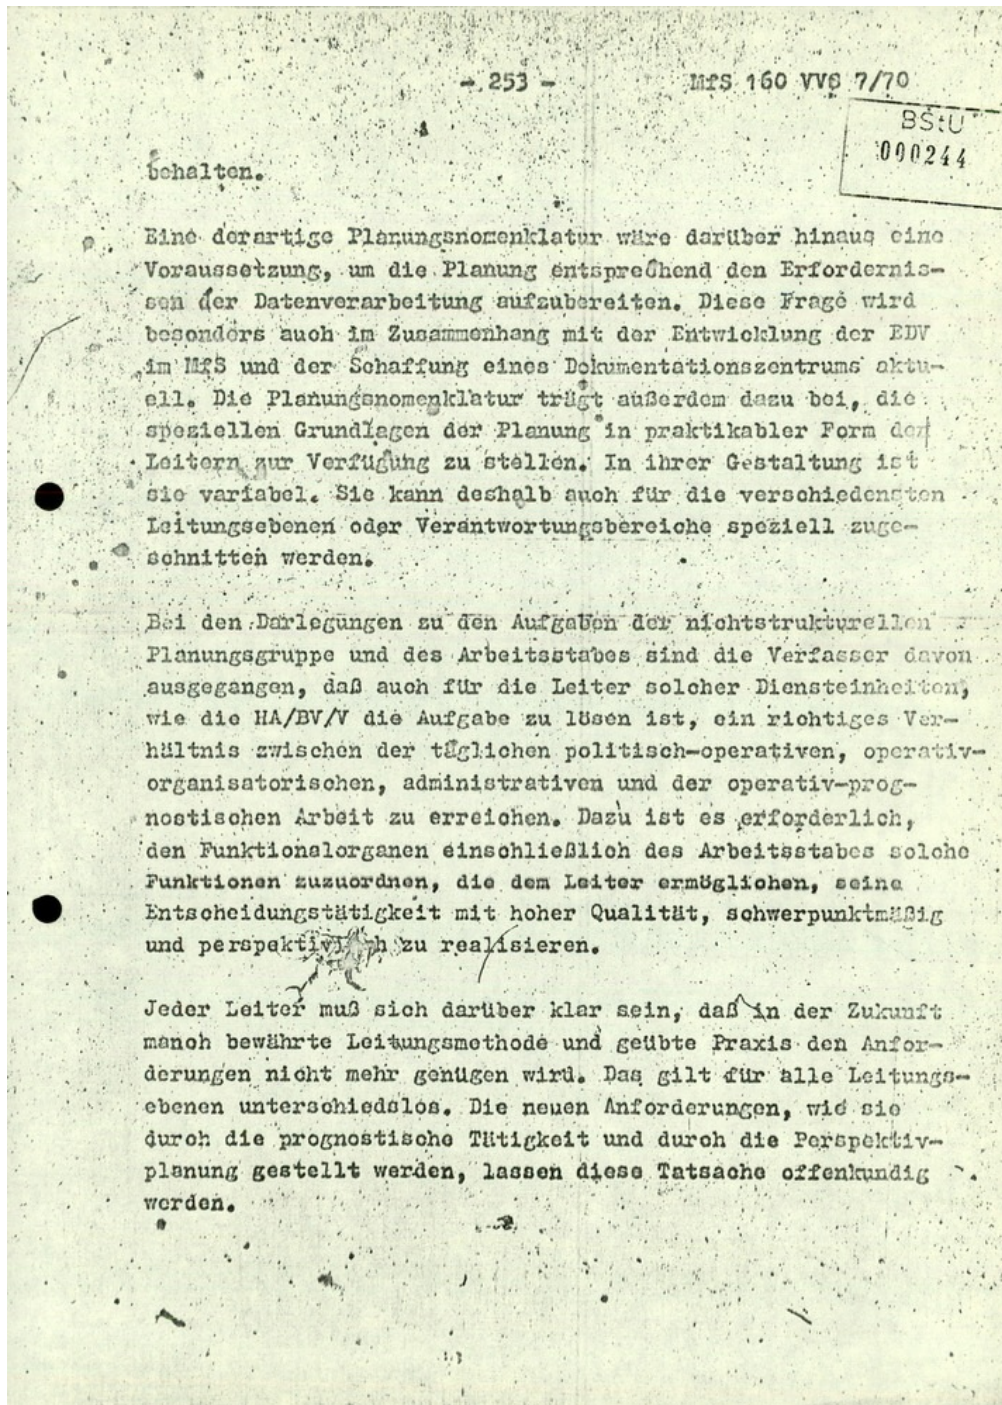 - 253 -
MfS 160 VVS 7/70
BStU
000244
behalten.
Eine derartige Planungsnomenklatur wäre darüber hinaus eine
Voraussetzung, um die Planung entsprechend den Erfordernis-
sen der Datenverarbeitung aufzubereiten. Diese Frage wird
besonders auch im Zusammenhang mit der Entwicklung der EDV
im MfS und der Schaffung eines Dokumentationszentrums aktu-
ell. Die Planungsnomenklatur trägt außerdem dazu bei, die
speziellen Grundlagen der Planung in praktikabler Form den
Leitern zur Verfügung zu stellen. In ihrer Gestaltung ist
sie variabel. Sie kann deshalb auch für die verschiedensten
Leitungsebenen oder Verantwortungsbereiche speziell zuge-
schnitten werden.
Bei den Darlegungen zu den Aufgaben der nichtstrukturellen
Planungsgruppe und des Arbeitsstabes sind die Verfasser davon
ausgegangen, daß auch für die Leiter solcher Diensteinheiten,
wie die HA/BV/V die Aufgabe zu lösen ist, ein richtiges Ver-
hältnis zwischen der täglichen politisch-operativen, operativ-
organisatorischen, administrativen und der operativ-prog-
nostischen Arbeit zu erreichen. Dazu ist es erforderlich,
den Funktionalorganen einschließlich des Arbeitsstabes solche
Funktionen zuzuordnen, die dem Leiter ermöglichen, seine
Entscheidungstätigkeit mit hoher Qualität, schwerpunktmäßig
und perspektivisch zu realisieren.
Jeder Leiter muß sich darüber klar sein, daß in der Zukunft
manch bewährte Leitungsmethode und geübte Praxis den Anfor-
derungen nicht mehr genügen wird. Das gilt für alle Leitungs-
ebenen unterschiedslos. Die neuen Anforderungen, wie sie
durch die prognostische Tätigkeit und durch die Perspektiv-
planung gestellt werden, lassen diese Tatsache offenkundig
werden.